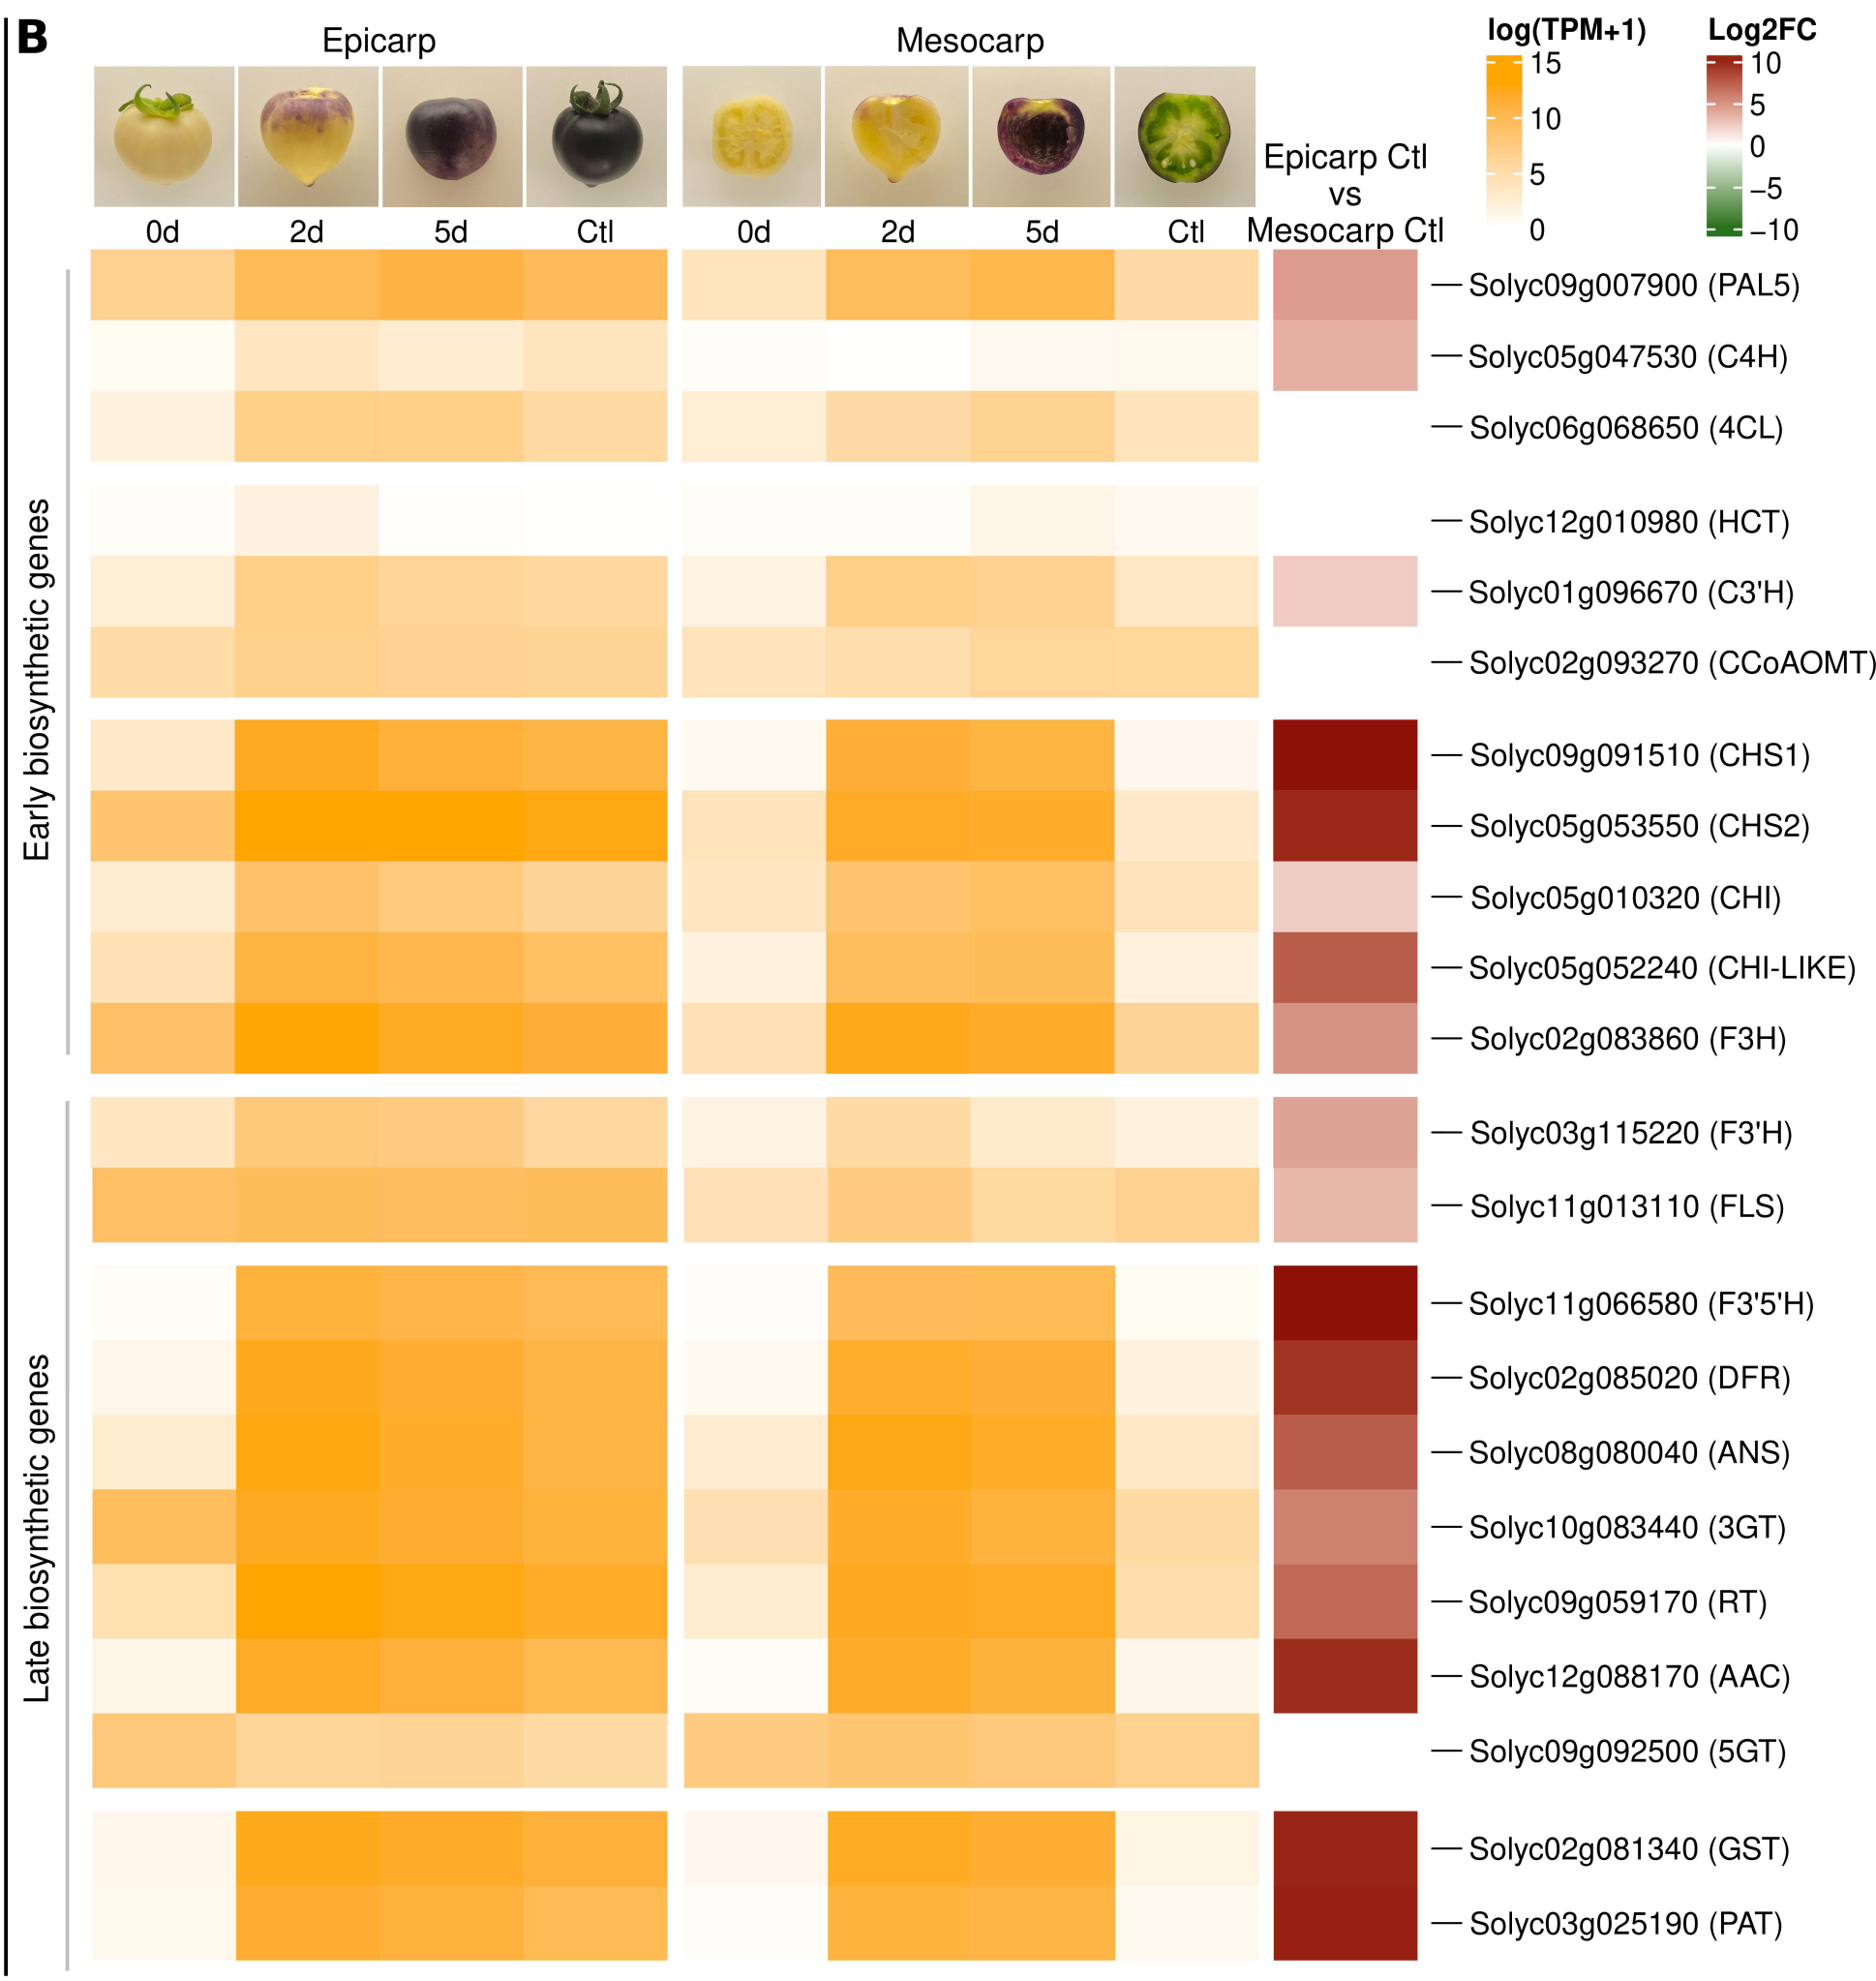 B
Epicarp
Mesocarp
0d
2d
5d
Ctl
0d
2d
5d
Ctl
Epicarp Ctl
vs
Mesocarp Ctl
log(TPM+1)
15
10
5
0
Log2FC
10
5
0
−5
−10
Early biosynthetic genes
Solyc09g007900 (PAL5)
Solyc05g047530 (C4H)
Solyc06g068650 (4CL)
Solyc12g010980 (HCT)
Solyc01g096670 (C3'H)
Solyc02g093270 (CCoAOMT)
Solyc09g091510 (CHS1)
Solyc05g053550 (CHS2)
Solyc05g010320 (CHI)
Solyc05g052240 (CHI-LIKE)
Solyc02g083860 (F3H)
Late biosynthetic genes
Solyc03g115220 (F3'H)
Solyc11g013110 (FLS)
Solyc11g066580 (F3'5'H)
Solyc02g085020 (DFR)
Solyc08g080040 (ANS)
Solyc10g083440 (3GT)
Solyc09g059170 (RT)
Solyc12g088170 (AAC)
Solyc09g092500 (5GT)
Solyc02g081340 (GST)
Solyc03g025190 (PAT)